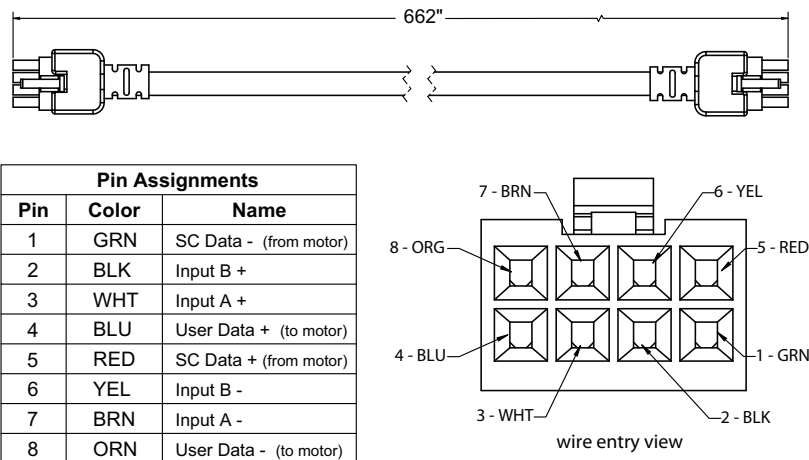 662"
Pin Assignments
Pin Color Name
1 GRN SC Data - (from motor)
2 BLK Input B +
3 WHT Input A +
4 BLU User Data + (to motor)
5 RED SC Data + (from motor)
6 YEL Input B -
7 BRN Input A -
8 ORN User Data - (to motor)
7 - BRN
6 - YEL
8 - ORG
5 - RED
4 - BLU
1 - GRN
3 - WHT
2 - BLK
wire entry view